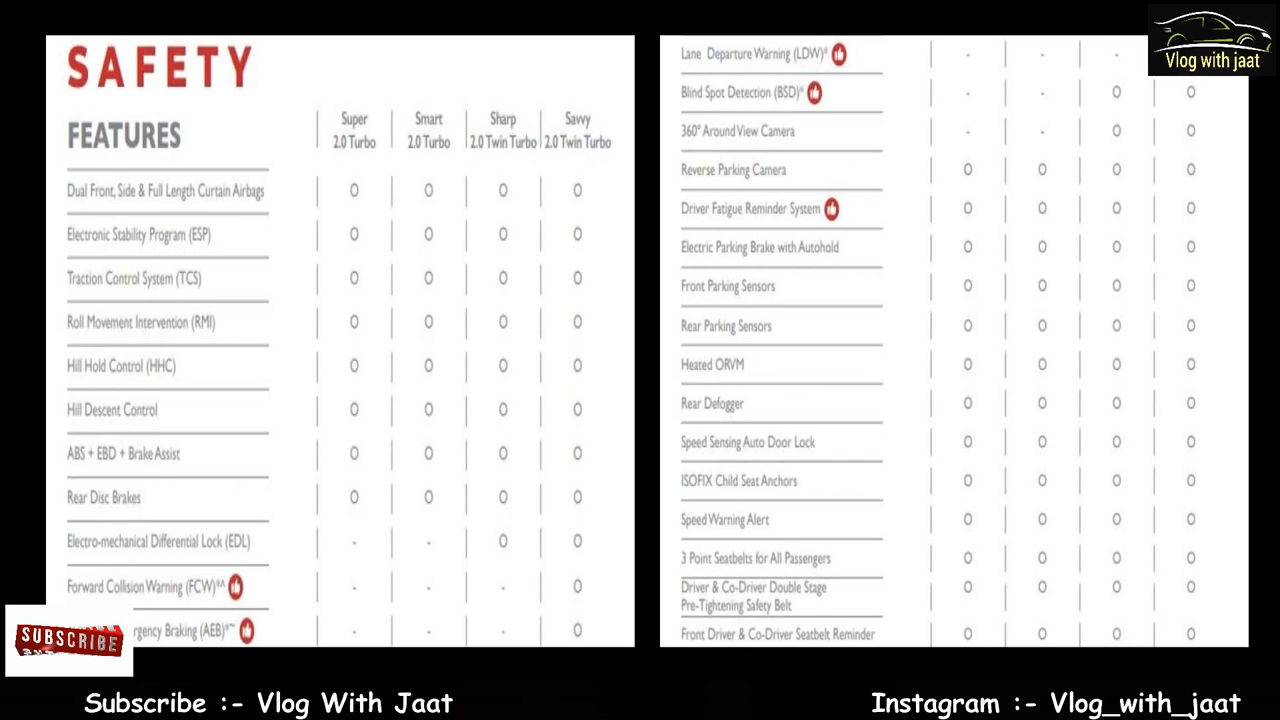 SAFETY
FEATURES
Super
2.0 Turbo
Smart
2.0 Turbo
Sharp
2.0 Twin Turbo
Savvy
2.0 Twin Turbo
Dual Front, Side & Full Length Curtain Airbags O O O O
Electronic Stability Program (ESP) O O O O
Traction Control System (TCS) O O O O
Roll Movement Intervention (RMI) O O O O
Hill Hold Control (HHC) O O O O
Hill Descent Control O O O O
ABS + EBD + Brake Assist O O O O
Rear Disc Brakes O O O O
Electro-mechanical Differential Lock (EDL) - - O O
Forward Collision Warning (FCW)*^ - - - O
Braking (AEB)*~ - - - O
Lane Departure Warning (LDW)* - - -
Blind Spot Detection (BSD)* - - O O
360° Around View Camera - - O O
Reverse Parking Camera O O O O
Driver Fatigue Reminder System O O O O
Electric Parking Brake with Autohold O O O O
Front Parking Sensors O O O O
Rear Parking Sensors O O O O
Heated ORVM O O O O
Rear Defogger O O O O
Speed Sensing Auto Door Lock O O O O
ISOFIX Child Seat Anchors O O O O
Speed Warning Alert O O O O
3 Point Seatbelts for All Passengers O O O O
Driver & Co-Driver Double Stage
Pre-Tightening Safety Belt O O O O
Front Driver & Co-Driver Seatbelt Reminder O O O O
Vlog with jaat
SUBSCRIBE
Subscribe :- Vlog With Jaat
Instagram :- Vlog_with_jaat